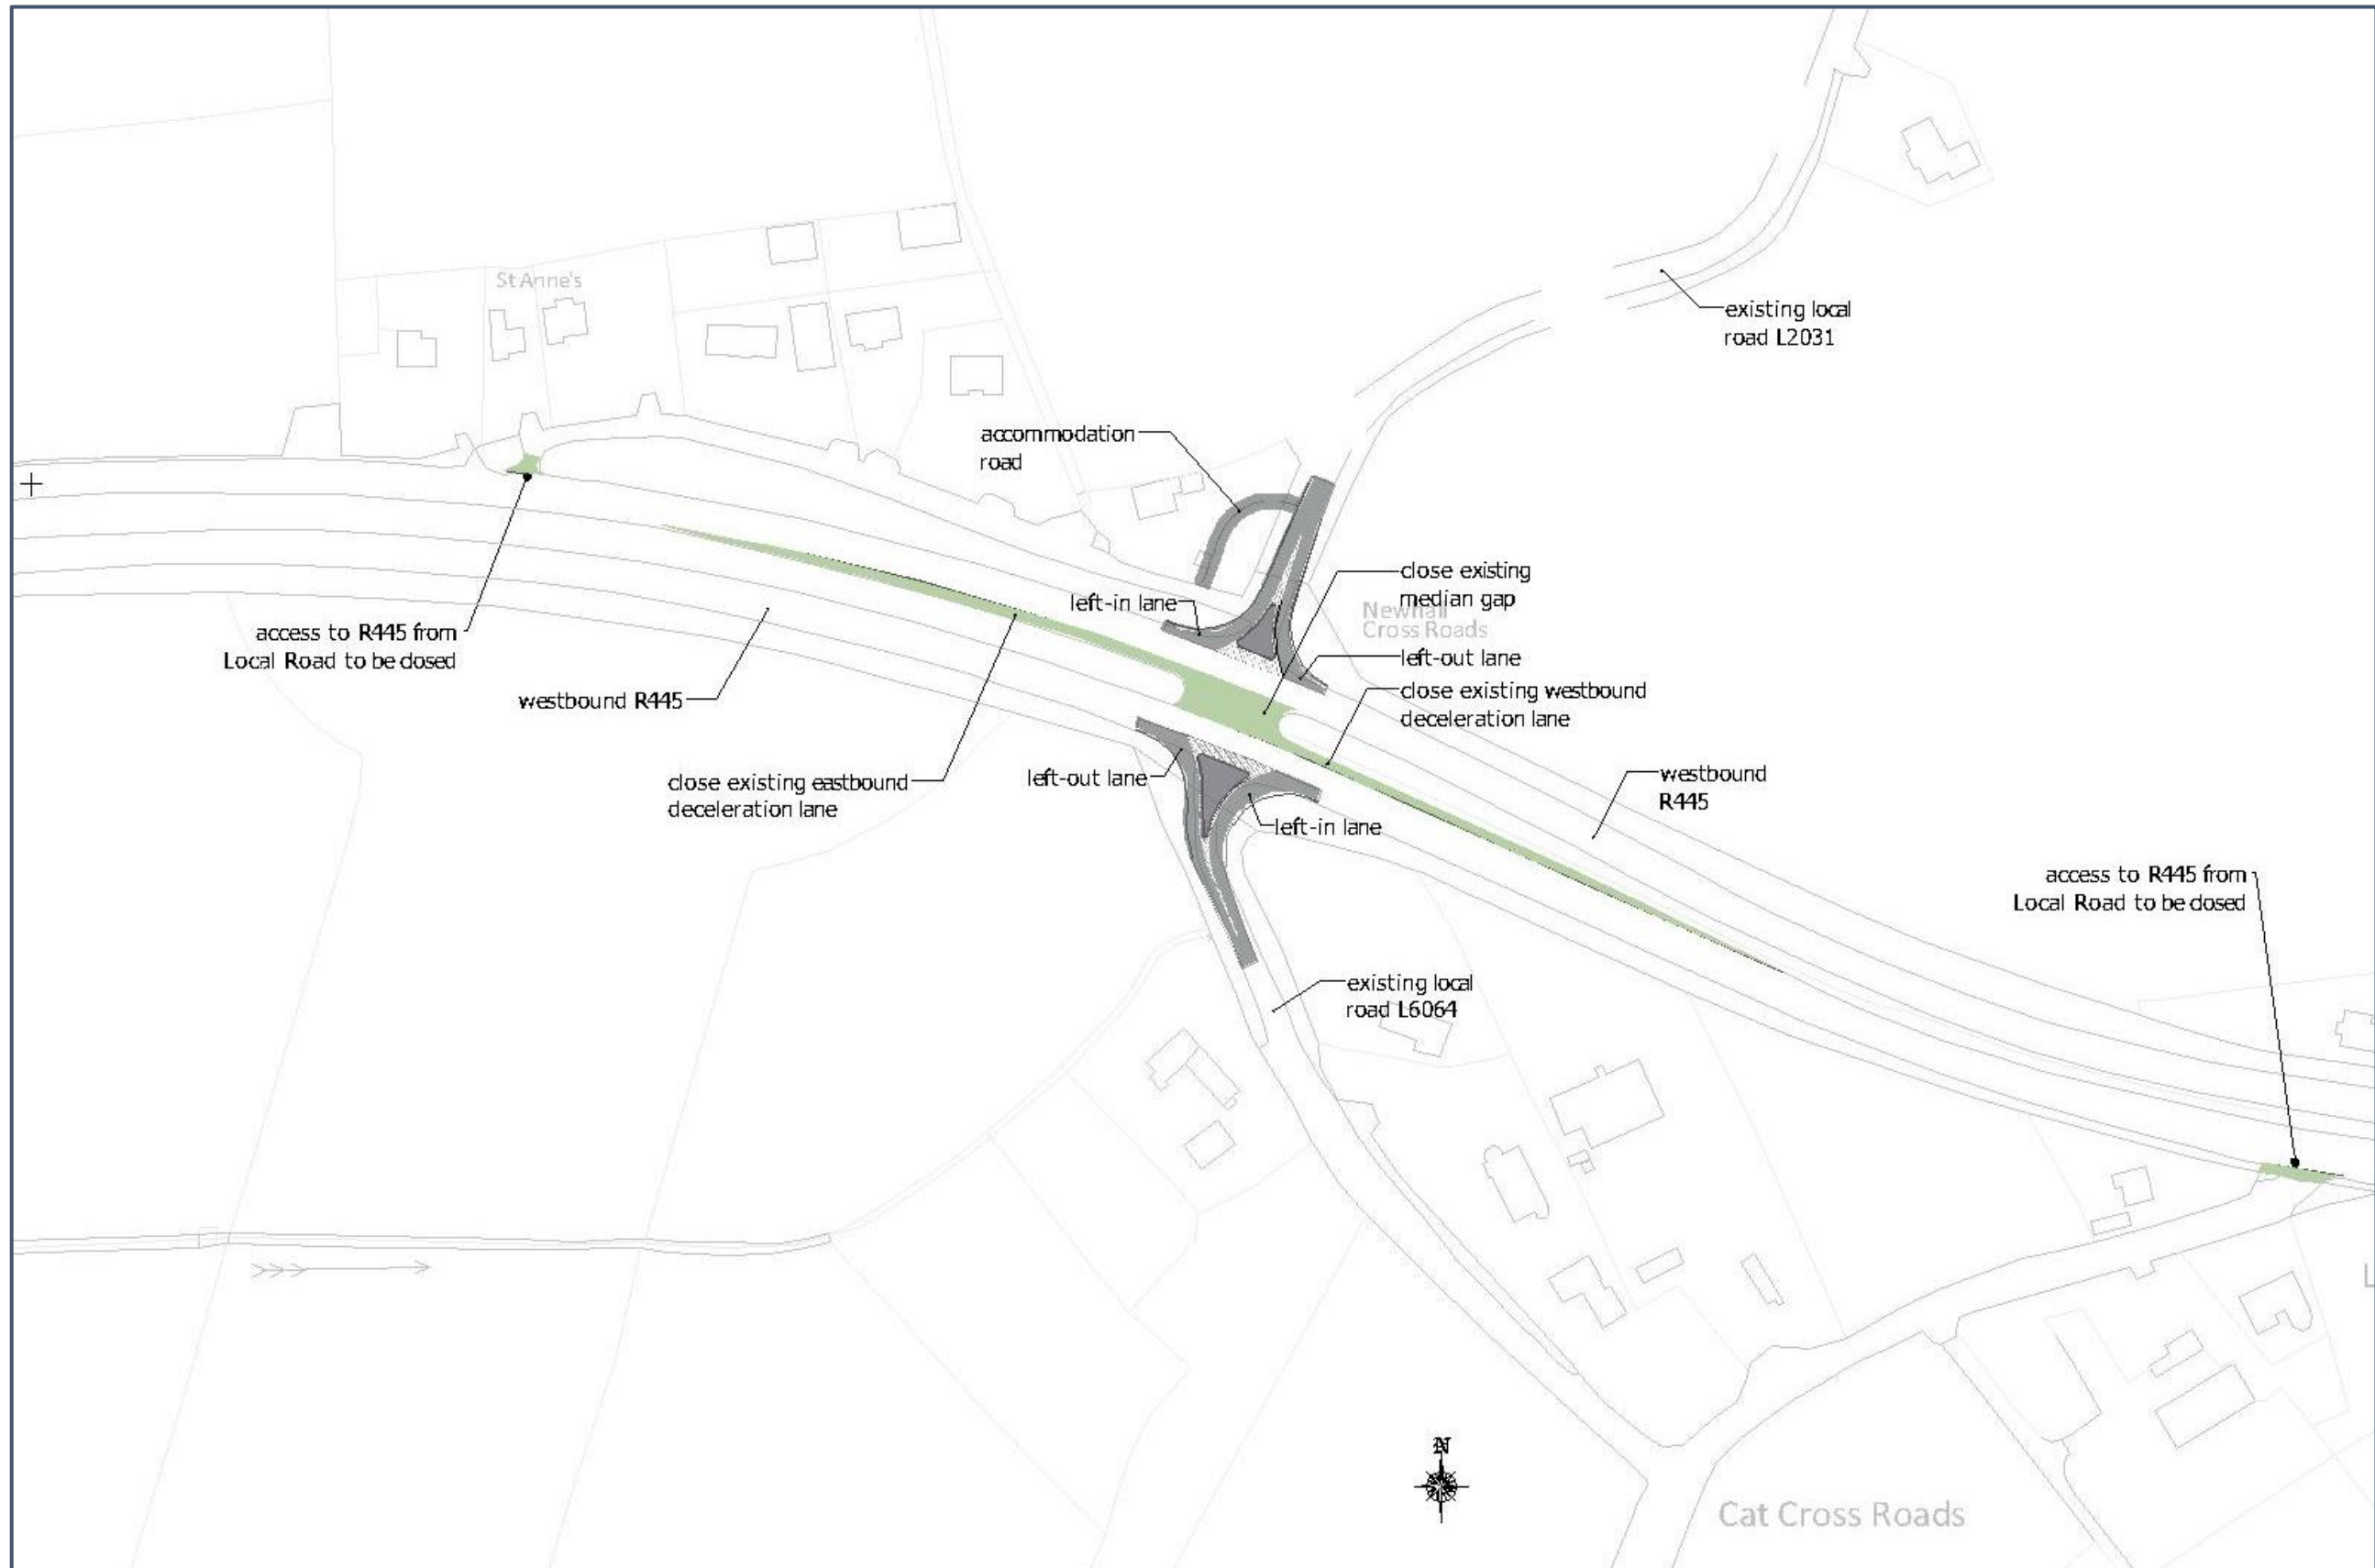 St Anne's
existing local
road L2031
accommodation
road
close existing
median gap
left-in lane
Newhall
Cross Roads
access to R445 from
Local Road to be closed
left-out lane
westbound R445
close existing westbound
deceleration lane
close existing eastbound
deceleration lane
left-out lane
westbound
R445
left-in lane
access to R445 from
Local Road to be closed
existing local
road L6064
N
Cat Cross Roads
L